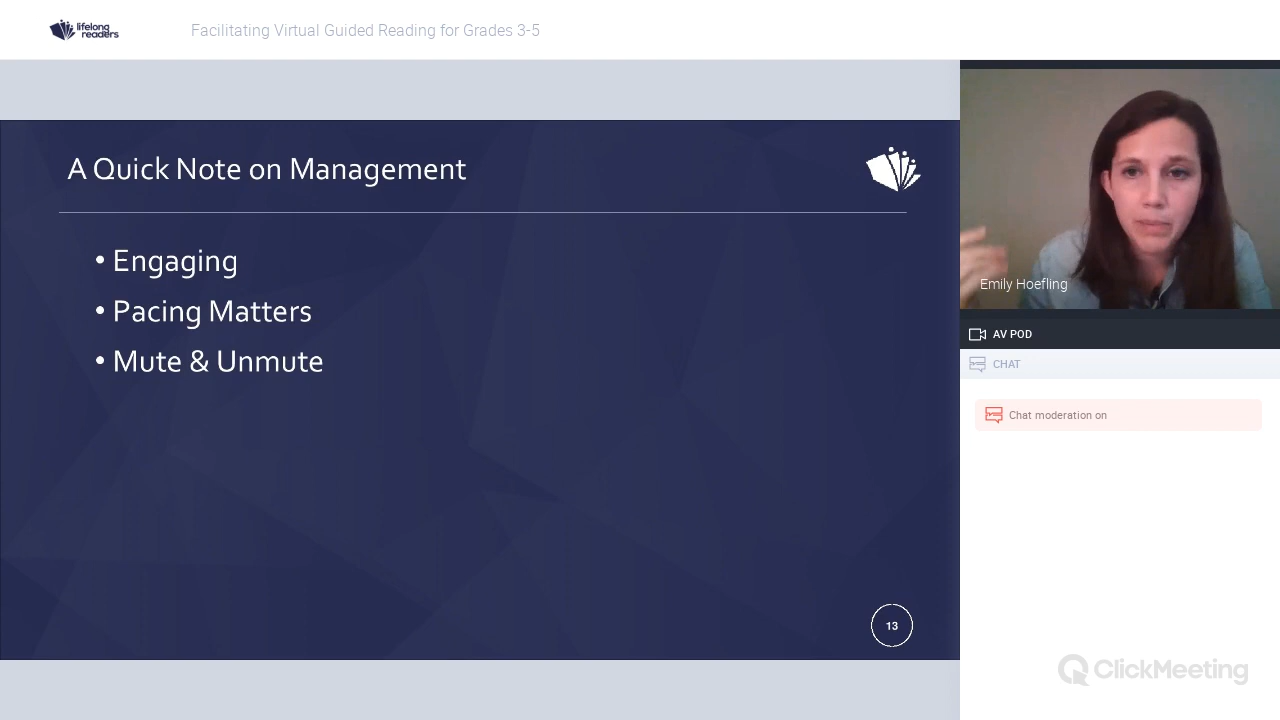 lifelong
readers
Facilitating Virtual Guided Reading for Grades 3-5
A Quick Note on Management
• Engaging
• Pacing Matters
• Mute & Unmute
13
Emily Hoefling
AV POD
CHAT
Chat moderation on
ClickMeeting